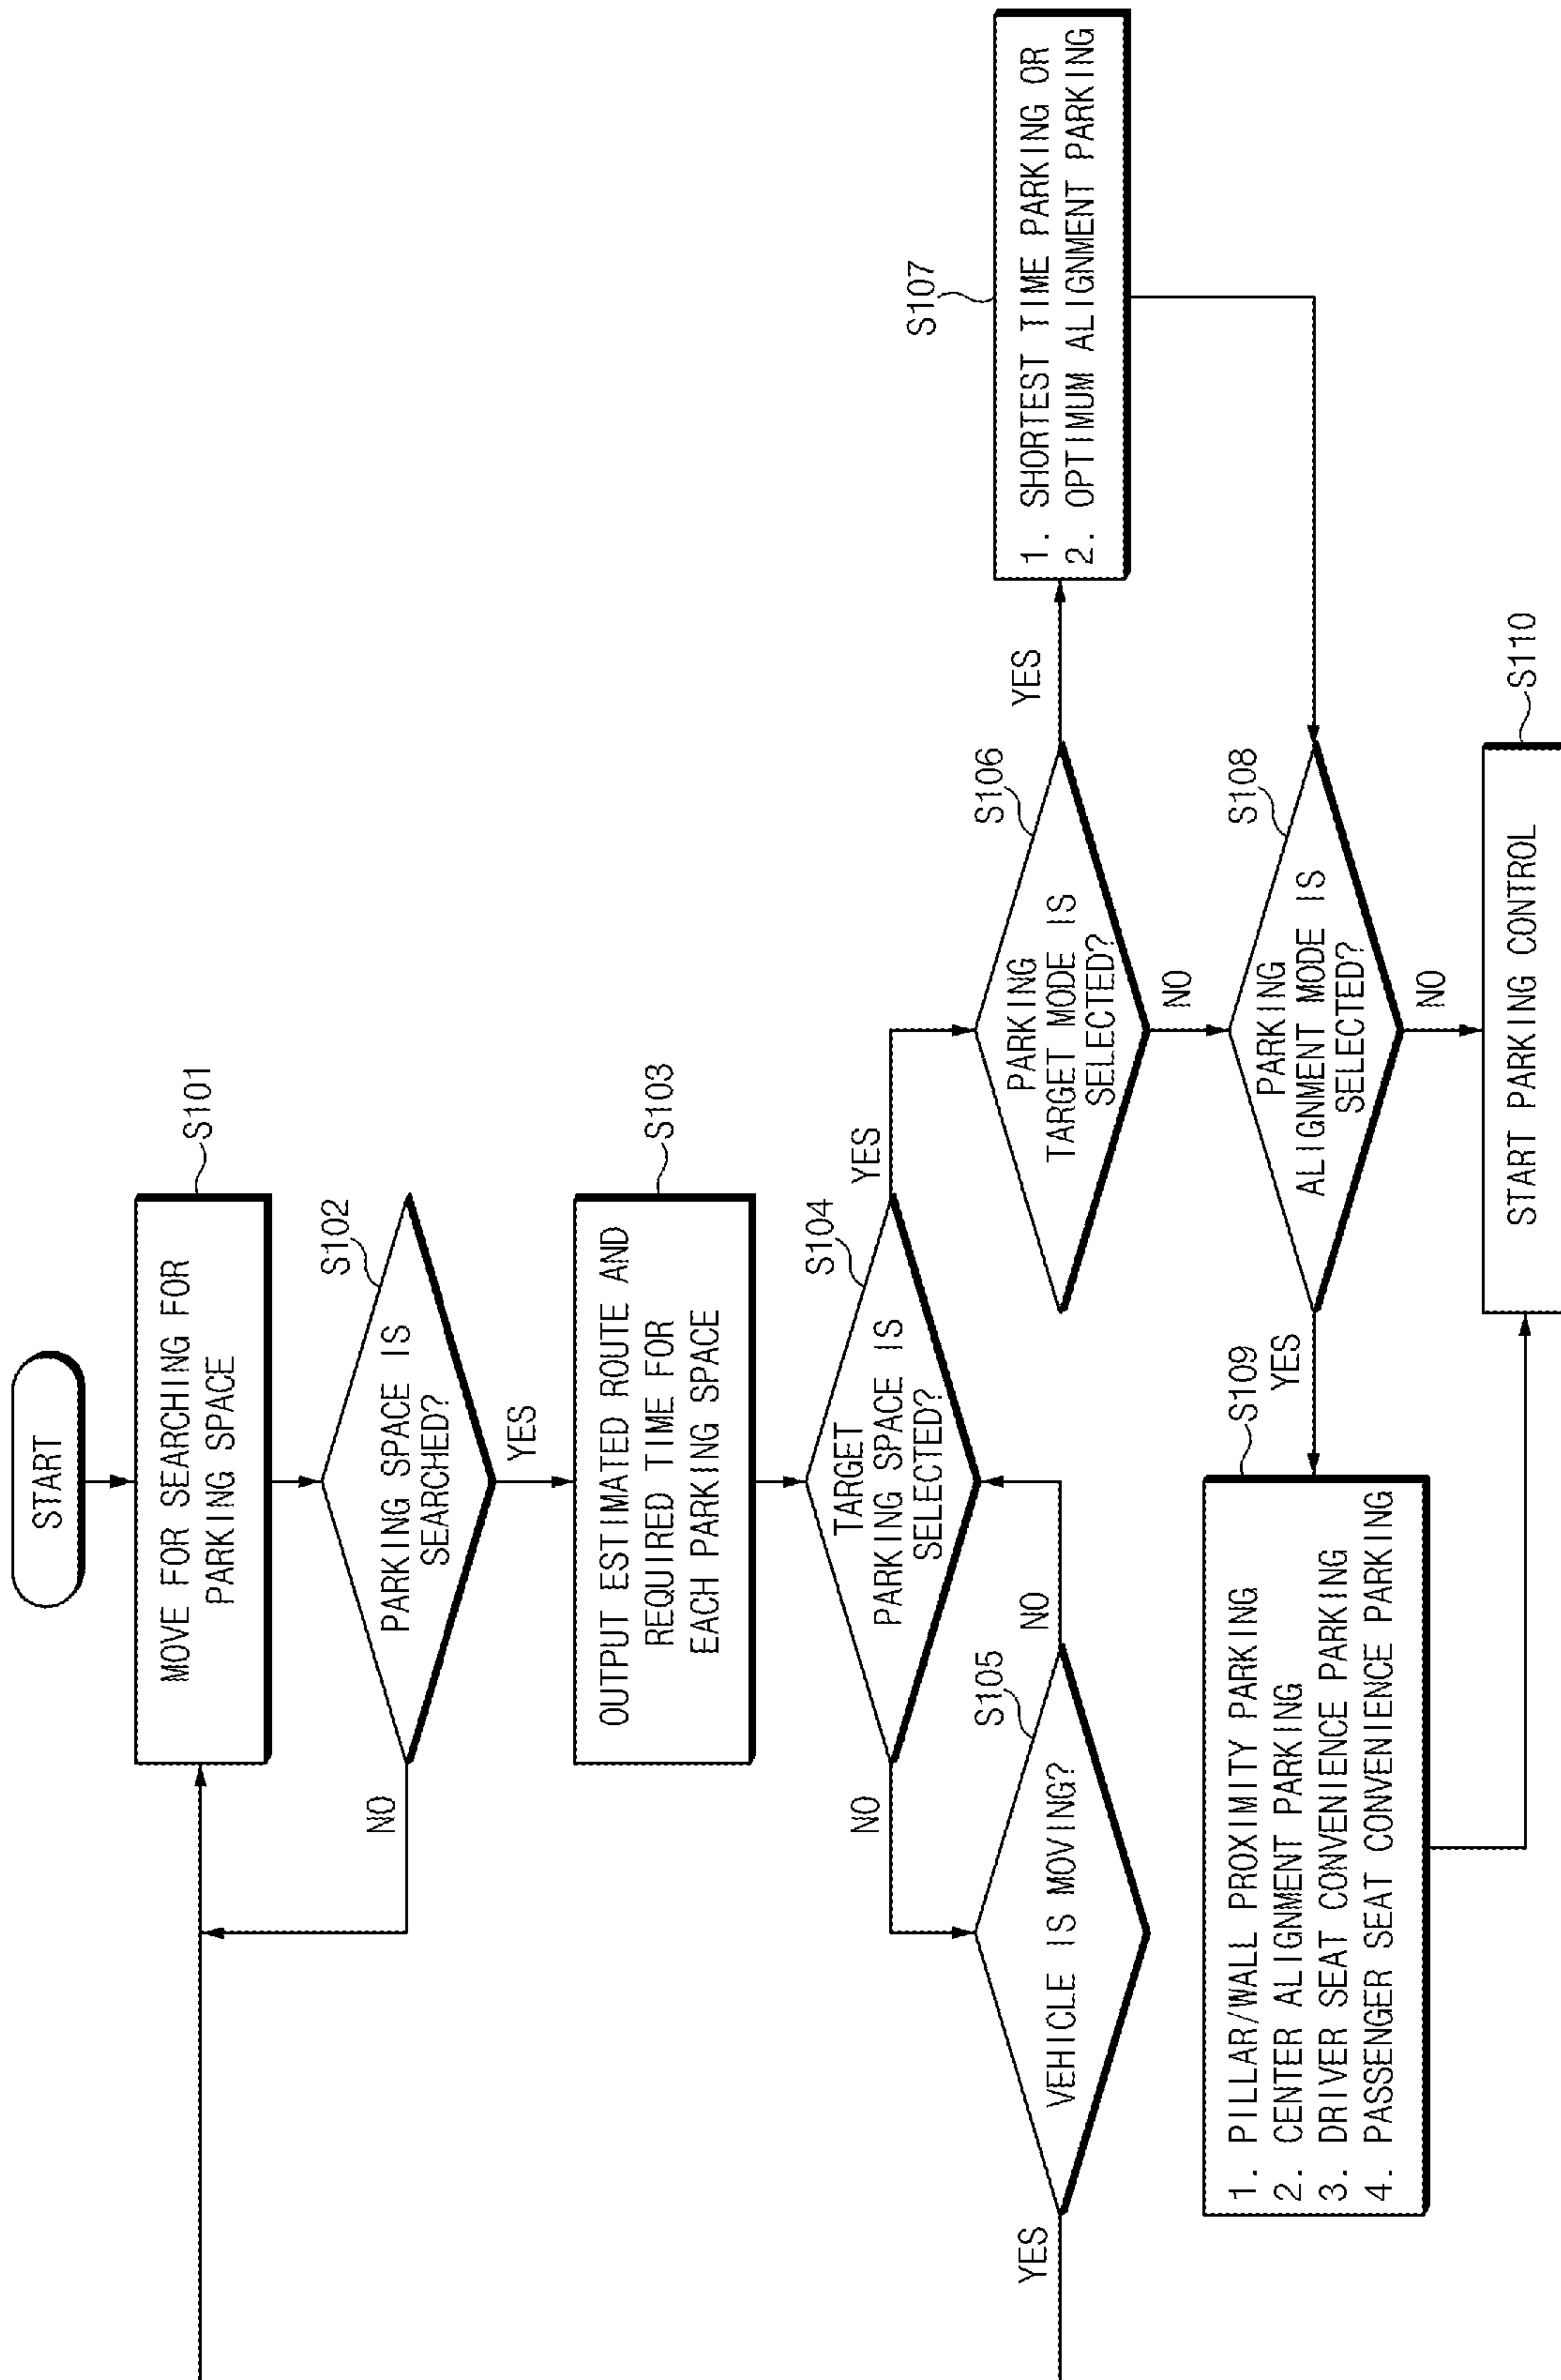 START
MOVE FOR SEARCHING FOR
PARKING SPACE
S101
PARKING SPACE IS
SEARCHED?
S102
NO
YES
OUTPUT ESTIMATED ROUTE AND
REQUIRED TIME FOR
EACH PARKING SPACE
S103
TARGET
PARKING SPACE IS
SELECTED?
S104
NO
YES
VEHICLE IS MOVING?
S105
YES
NO
PARKING
TARGET MODE IS
SELECTED?
S106
YES
NO
1. SHORTEST TIME PARKING OR
2. OPTIMUM ALIGNMENT PARKING
S107
PARKING
ALIGNMENT MODE IS
SELECTED?
S108
YES
NO
1. PILLAR/WALL PROXIMITY PARKING
2. CENTER ALIGNMENT PARKING
3. DRIVER SEAT CONVENIENCE PARKING
4. PASSENGER SEAT CONVENIENCE PARKING
S109
START PARKING CONTROL
S110